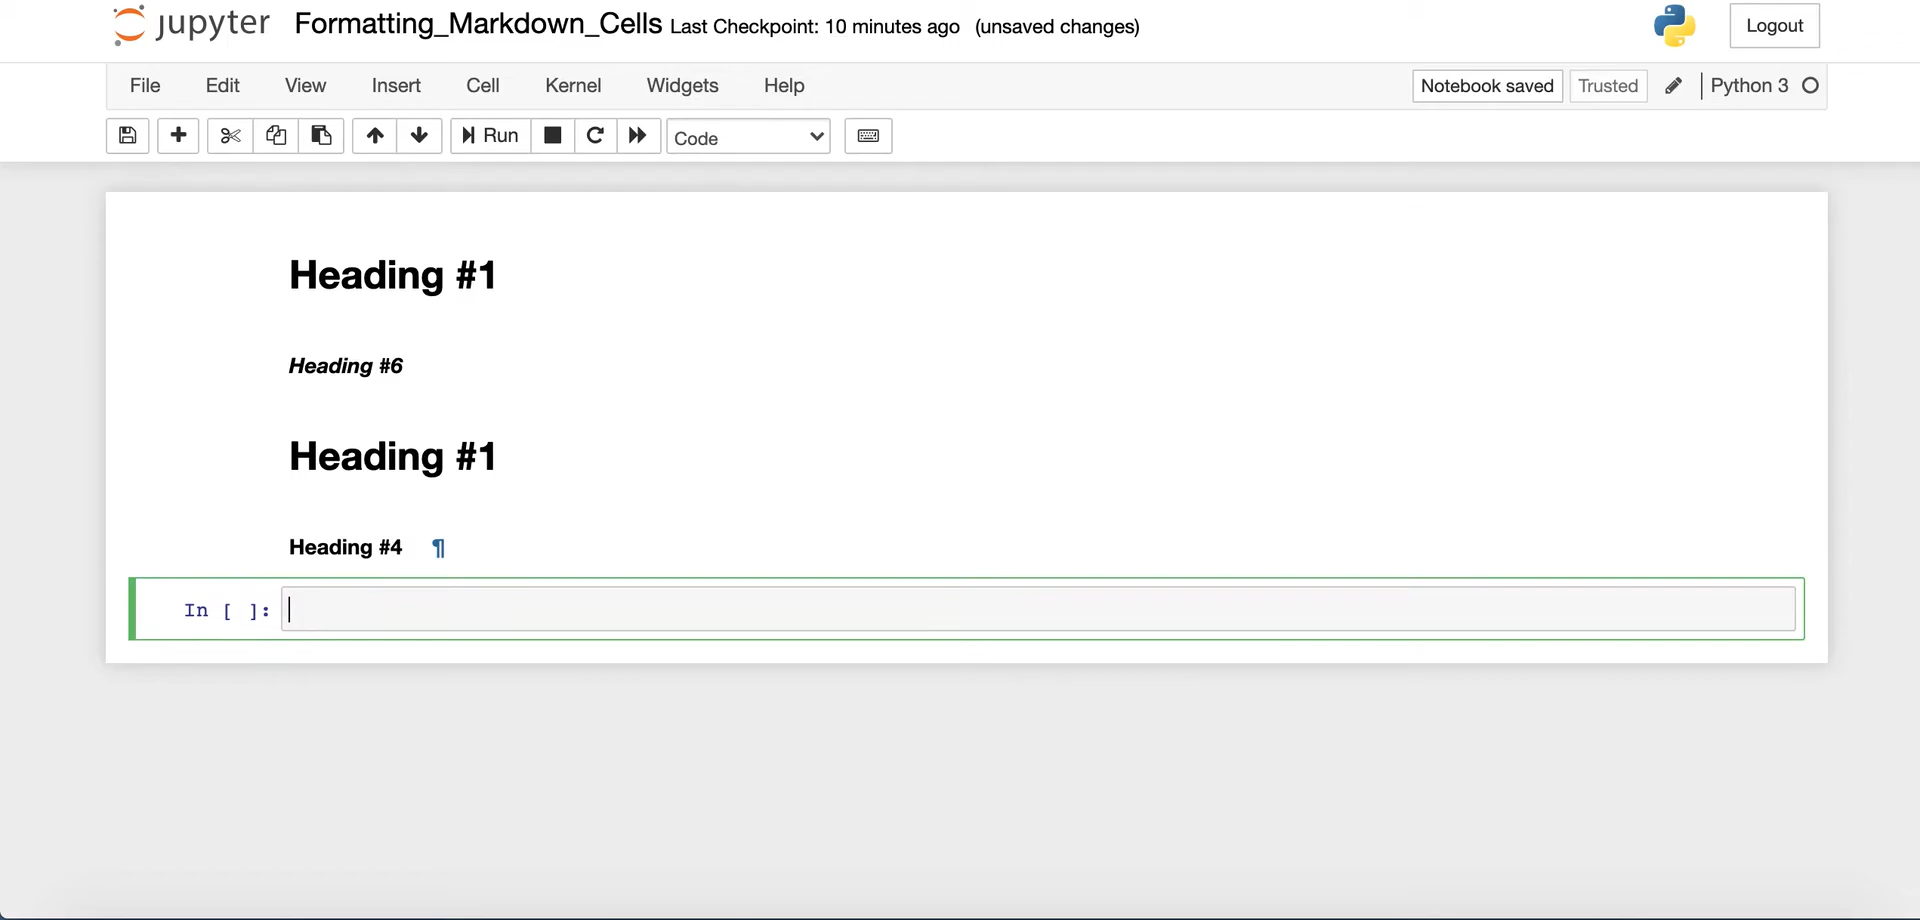 jupyter Formatting_Markdown_Cells Last Checkpoint: 10 minutes ago (unsaved changes) Logout
File Edit View Insert Cell Kernel Widgets Help Notebook saved Trusted Python 3
Run Code
Heading #1
Heading #6
Heading #1
Heading #4 ¶
In [ ]: